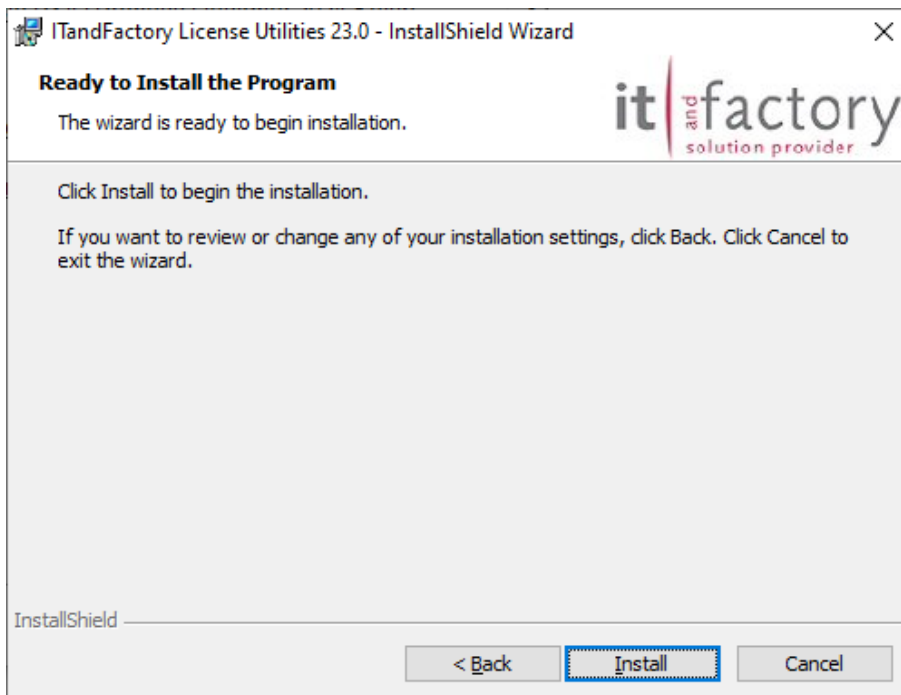 ITandFactory License Utilities 23.0 - InstallShield Wizard
Ready to Install the Program
The wizard is ready to begin installation.
it and factory
solution provider
Click Install to begin the installation.
If you want to review or change any of your installation settings, click Back. Click Cancel to
exit the wizard.
InstallShield
< Back
Install
Cancel